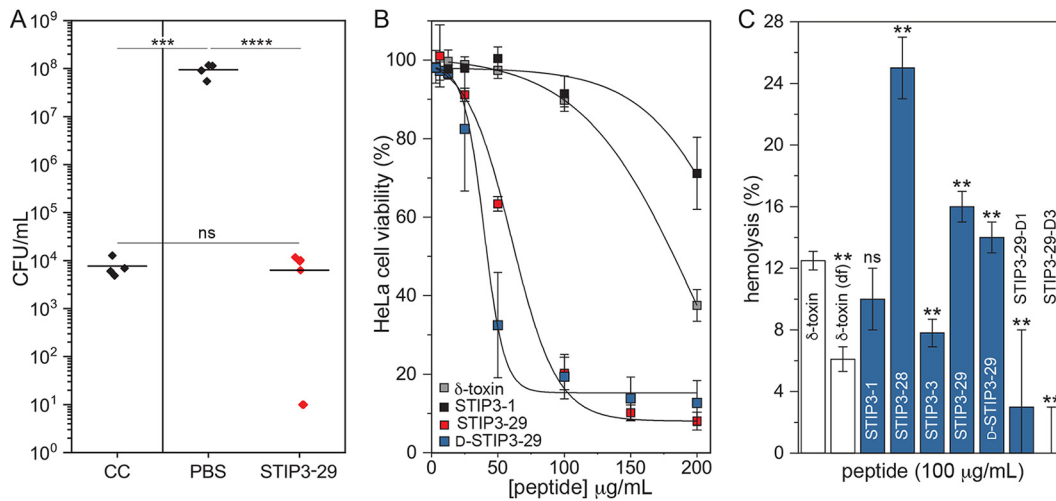 A
10⁹
10⁸
10⁷
10⁶
10⁵
10⁴
10³
10²
10¹
10⁰
CFU/mL
***
****
ns
CC
PBS
STIP3-29
B
100
80
60
40
20
0
HeLa cell viability (%)
δ-toxin
STIP3-1
STIP3-29
D-STIP3-29
0
50
100
150
200
[peptide] μg/mL
C
28
24
20
16
12
8
4
0
hemolysis (%)
δ-toxin
**
δ-toxin (df)
ns
STIP3-1
**
STIP3-28
**
STIP3-3
**
STIP3-29
**
D-STIP3-29
STIP3-29-D1
**
STIP3-29-D3
**
peptide (100 μg/mL)